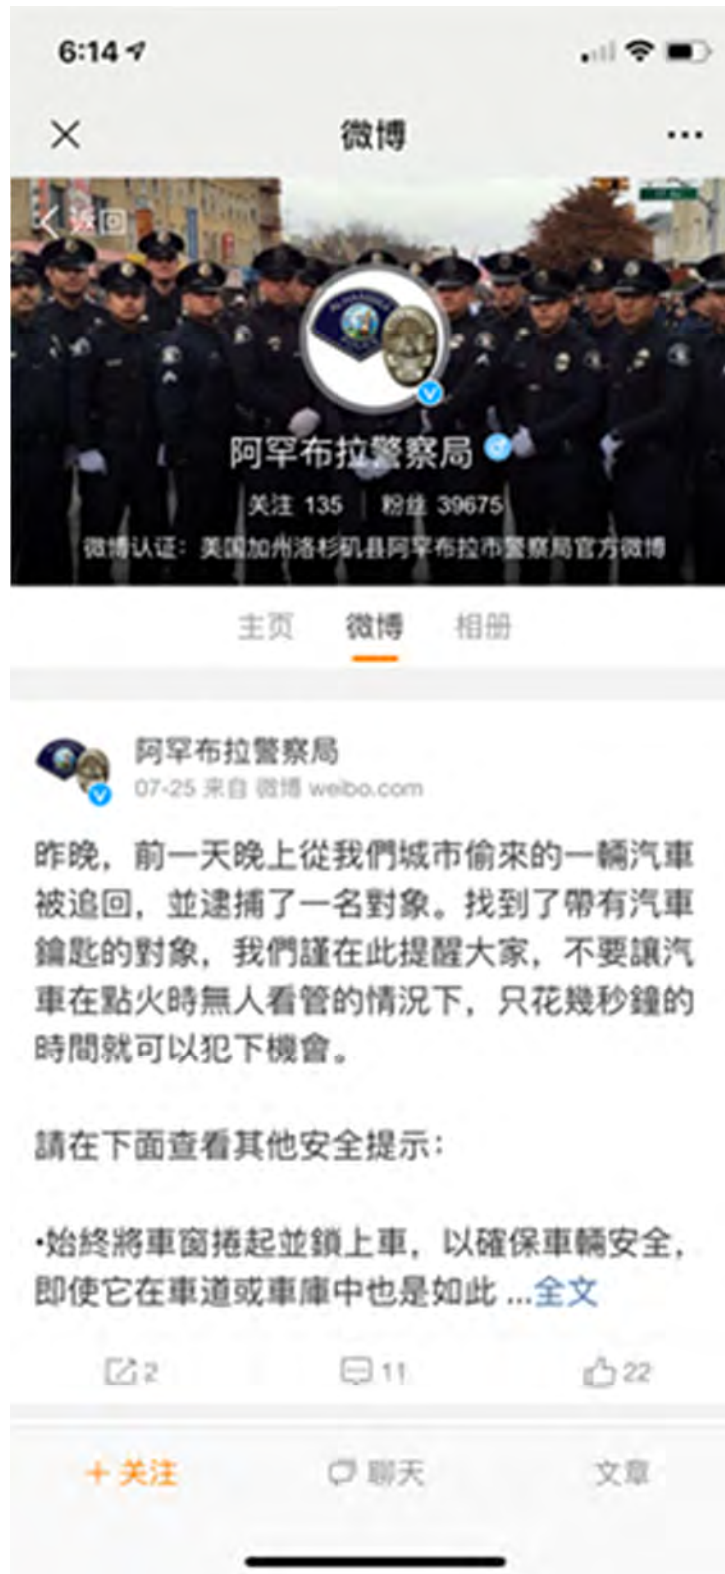 6:14
微博
返回
阿罕布拉警察局
关注 135 | 粉丝 39675
微博认证：美国加州洛杉矶县阿罕布拉市警察局官方微博
主页 微博 相册
阿罕布拉警察局
07-25 来自 微博 weibo.com
昨晚，前一天晚上從我們城市偷來的一輛汽車
被追回，並逮捕了一名對象。找到了帶有汽車
鑰匙的對象，我們謹在此提醒大家，不要讓汽
車在點火時無人看管的情況下，只花幾秒鐘的
時間就可以犯下機會。
請在下面查看其他安全提示：
•始終將車窗捲起並鎖上車，以確保車輛安全，
即使它在車道或車庫中也是如此 ...全文
2 11 22
+ 关注 聊天 文章